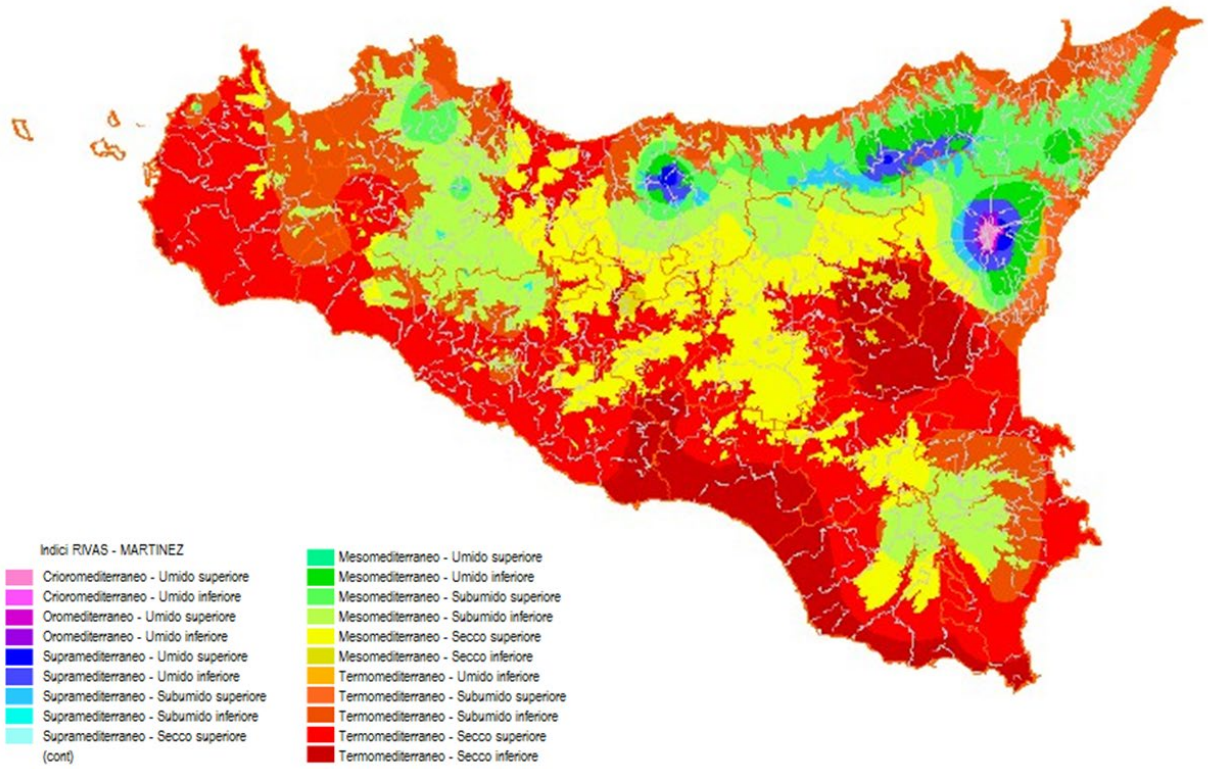 Indici RIVAS - MARTINEZ
Crioromediterraneo - Umido superiore
Crioromediterraneo - Umido inferiore
Oromediterraneo - Umido superiore
Oromediterraneo - Umido inferiore
Supramediterraneo - Umido superiore
Supramediterraneo - Umido inferiore
Supramediterraneo - Subumido superiore
Supramediterraneo - Subumido inferiore
Supramediterraneo - Secco superiore
(cont)
Mesomediterraneo - Umido superiore
Mesomediterraneo - Umido inferiore
Mesomediterraneo - Subumido superiore
Mesomediterraneo - Subumido inferiore
Mesomediterraneo - Secco superiore
Mesomediterraneo - Secco inferiore
Termomediterraneo - Umido inferiore
Termomediterraneo - Subumido superiore
Termomediterraneo - Subumido inferiore
Termomediterraneo - Secco superiore
Termomediterraneo - Secco inferiore